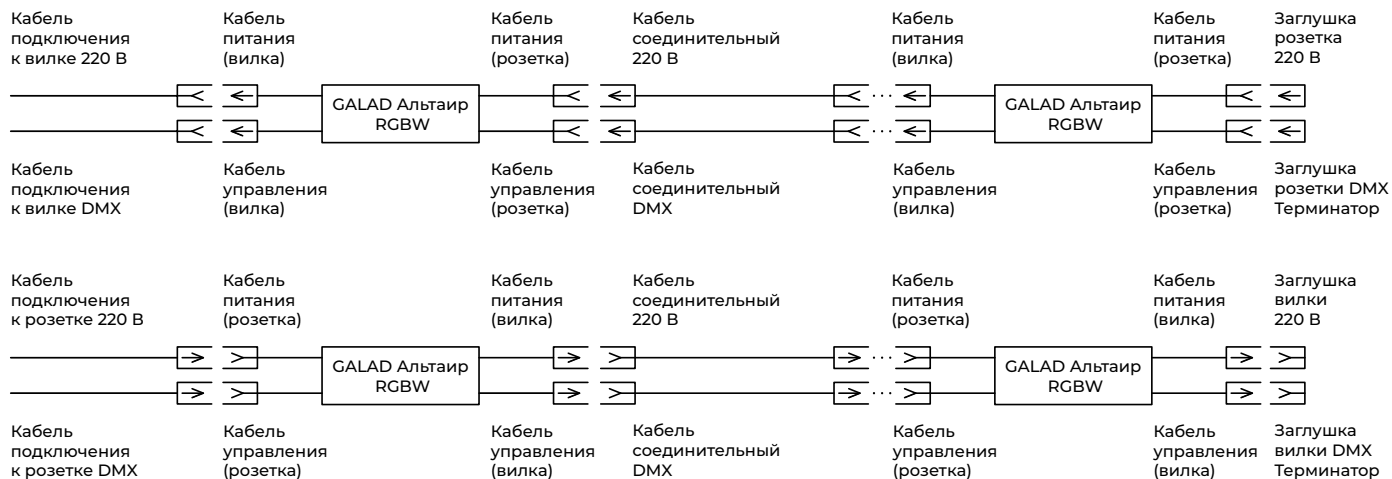 Кабель
подключения
к вилке 220 В
Кабель
питания
(вилка)
Кабель
питания
(розетка)
Кабель
соединительный
220 В
Кабель
питания
(вилка)
Кабель
питания
(розетка)
Заглушка
розетка
220 В
GALAD Альтаир
RGBW
GALAD Альтаир
RGBW
Кабель
подключения
к вилке DMX
Кабель
управления
(вилка)
Кабель
управления
(розетка)
Кабель
соединительный
DMX
Кабель
управления
(вилка)
Кабель
управления
(розетка)
Заглушка
розетки DMX
Терминатор
Кабель
подключения
к розетке 220 В
Кабель
питания
(розетка)
Кабель
питания
(вилка)
Кабель
соединительный
220 В
Кабель
питания
(розетка)
Кабель
питания
(вилка)
Заглушка
вилки
220 В
GALAD Альтаир
RGBW
GALAD Альтаир
RGBW
Кабель
подключения
к розетке DMX
Кабель
управления
(розетка)
Кабель
управления
(вилка)
Кабель
соединительный
DMX
Кабель
управления
(розетка)
Кабель
управления
(вилка)
Заглушка
вилки DMX
Терминатор